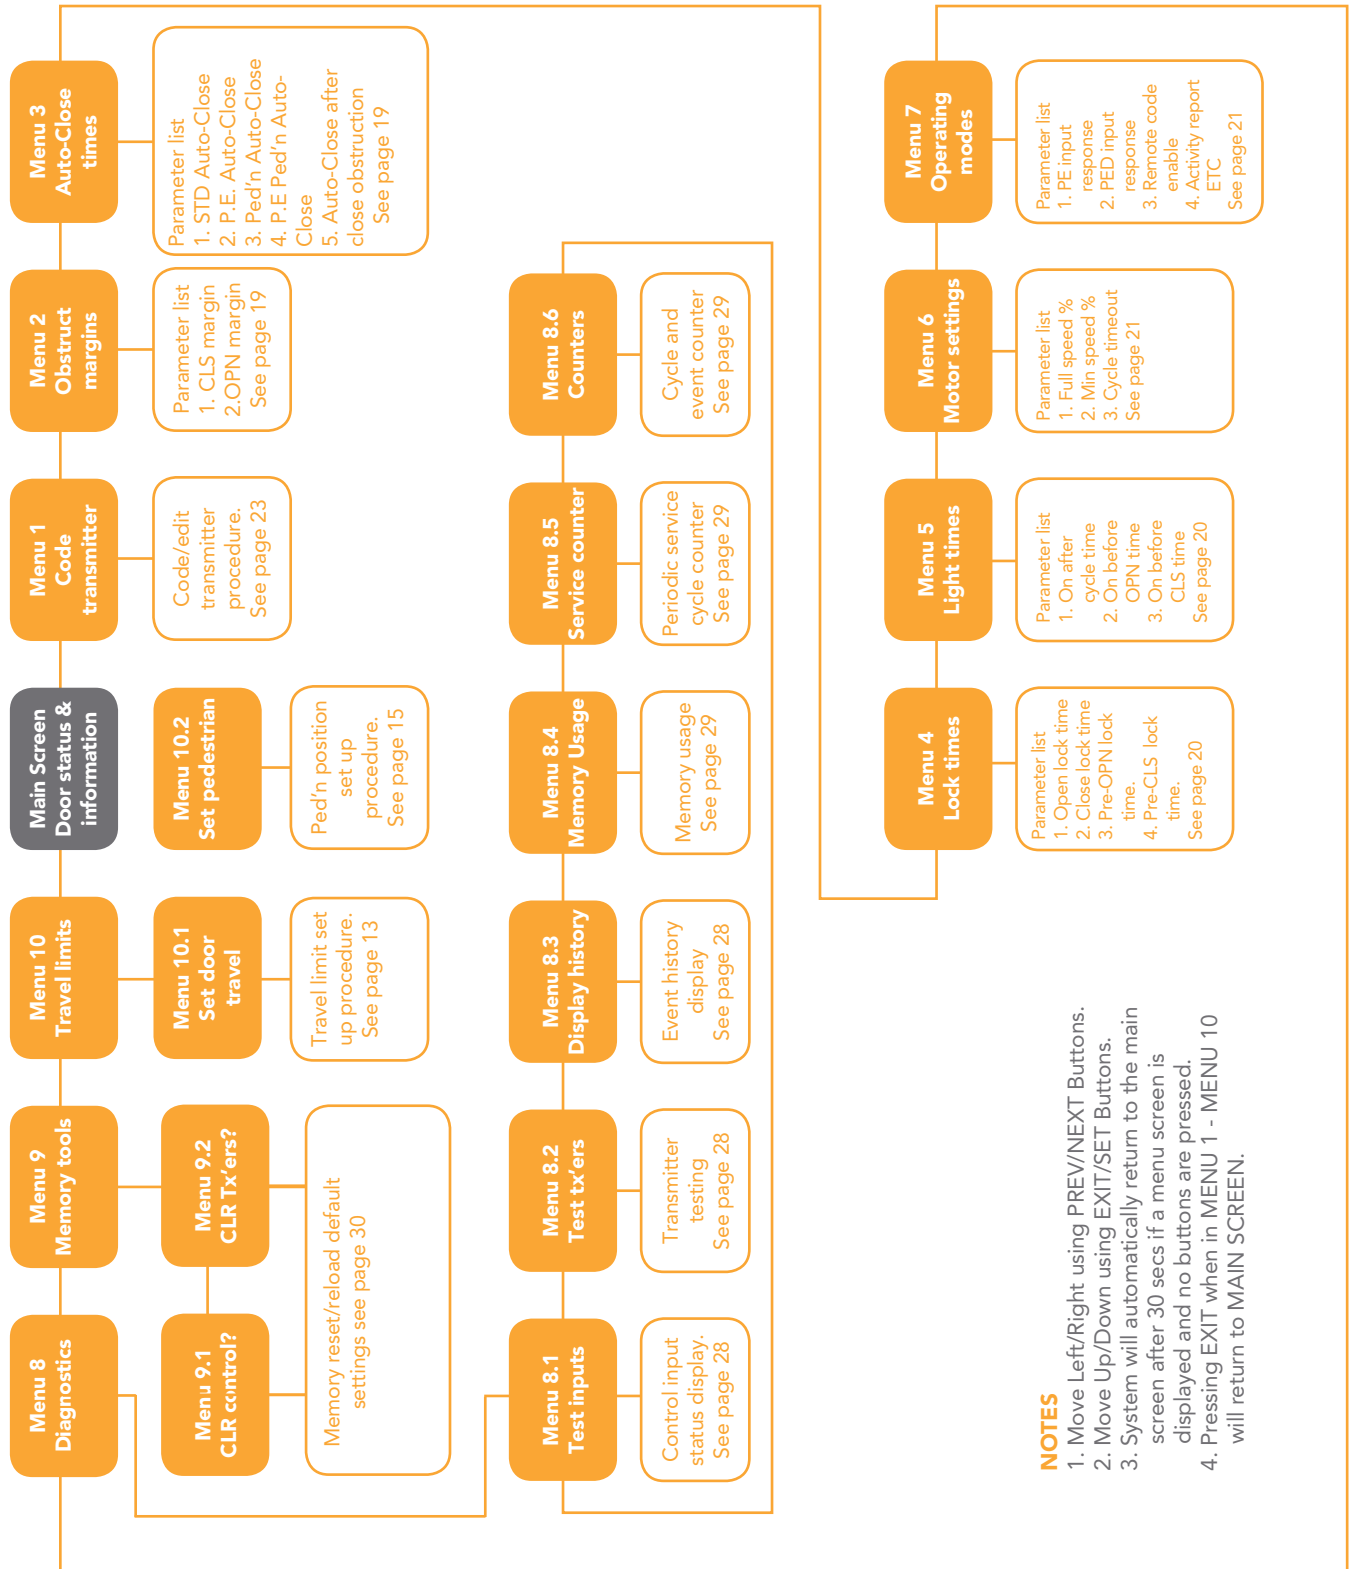 Menu 8
Diagnostics
Menu 9
Memory tools
Menu 10
Travel limits
Main Screen
Door status &
information
Menu 1
Code
transmitter
Menu 2
Obstruct
margins
Menu 3
Auto-Close
times
Menu 9.1
CLR control?
Menu 9.2
CLR Tx’ers?
Memory reset/reload default
settings see page 30
Menu 10.1
Set door
travel
Travel limit set
up procedure.
See page 13
Menu 10.2
Set pedestrian
Ped’n position
set up
procedure.
See page 15
Code/edit
transmitter
procedure.
See page 23
Parameter list
1. CLS margin
2.OPN margin
See page 19
Parameter list
1. STD Auto-Close
2. P.E. Auto-Close
3. Ped’n Auto-Close
4. P.E Ped’n Auto-
Close
5. Auto-Close after
close obstruction
See page 19
Menu 8.1
Test inputs
Control input
status display.
See page 28
Menu 8.2
Test tx’ers
Transmitter
testing
See page 28
Menu 8.3
Display history
Event history
display
See page 28
Menu 8.4
Memory Usage
Memory usage
See page 29
Menu 8.5
Service counter
Periodic service
cycle counter
See page 29
Menu 8.6
Counters
Cycle and
event counter
See page 29
Menu 4
Lock times
Parameter list
1. Open lock time
2. Close lock time
3. Pre-OPN lock
time.
4. Pre-CLS lock
time.
See page 20
Menu 5
Light times
Parameter list
1. On after
cycle time
2. On before
OPN time
3. On before
CLS time
See page 20
Menu 6
Motor settings
Parameter list
1. Full speed %
2. Min speed %
3. Cycle timeout
See page 21
Menu 7
Operating
modes
Parameter list
1. PE input
response
2. PED input
response
3. Remote code
enable
4. Activity report
ETC
See page 21
NOTES
1. Move Left/Right using PREV/NEXT Buttons.
2. Move Up/Down using EXIT/SET Buttons.
3. System will automatically return to the main
screen after 30 secs if a menu screen is
displayed and no buttons are pressed.
4. Pressing EXIT when in MENU 1 - MENU 10
will return to MAIN SCREEN.